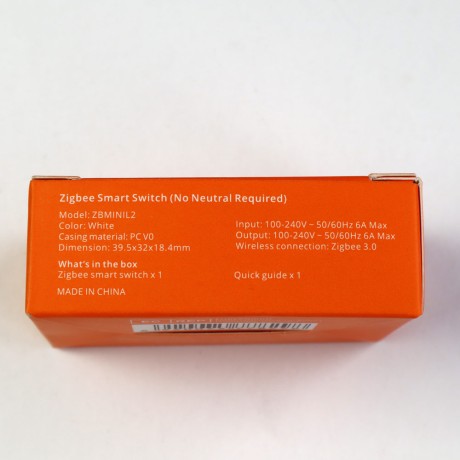 Zigbee Smart Switch (No Neutral Required)
Model: ZBMINIL2
Color: White
Casing material: PC V0
Dimension: 39.5x32x18.4mm
Input: 100-240V ~ 50/60Hz 6A Max
Output: 100-240V ~ 50/60Hz 6A Max
Wireless connection: Zigbee 3.0
What's in the box
Zigbee smart switch x 1
Quick guide x 1
MADE IN CHINA